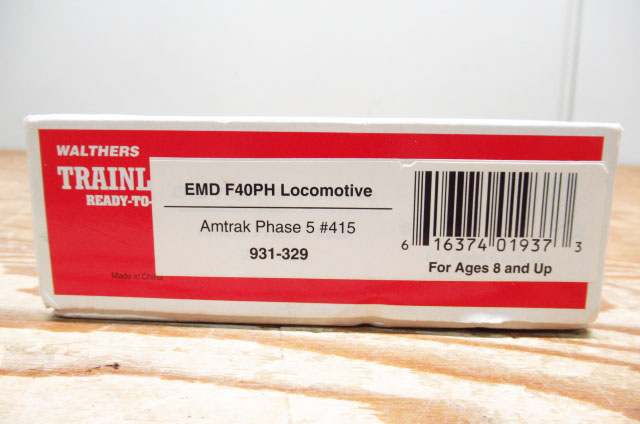 WALTHERS
TRAINL
READY-TO-
EMD F40PH Locomotive
Amtrak Phase 5 #415
931-329
6 16374 01937 3
For Ages 8 and Up
Made in China